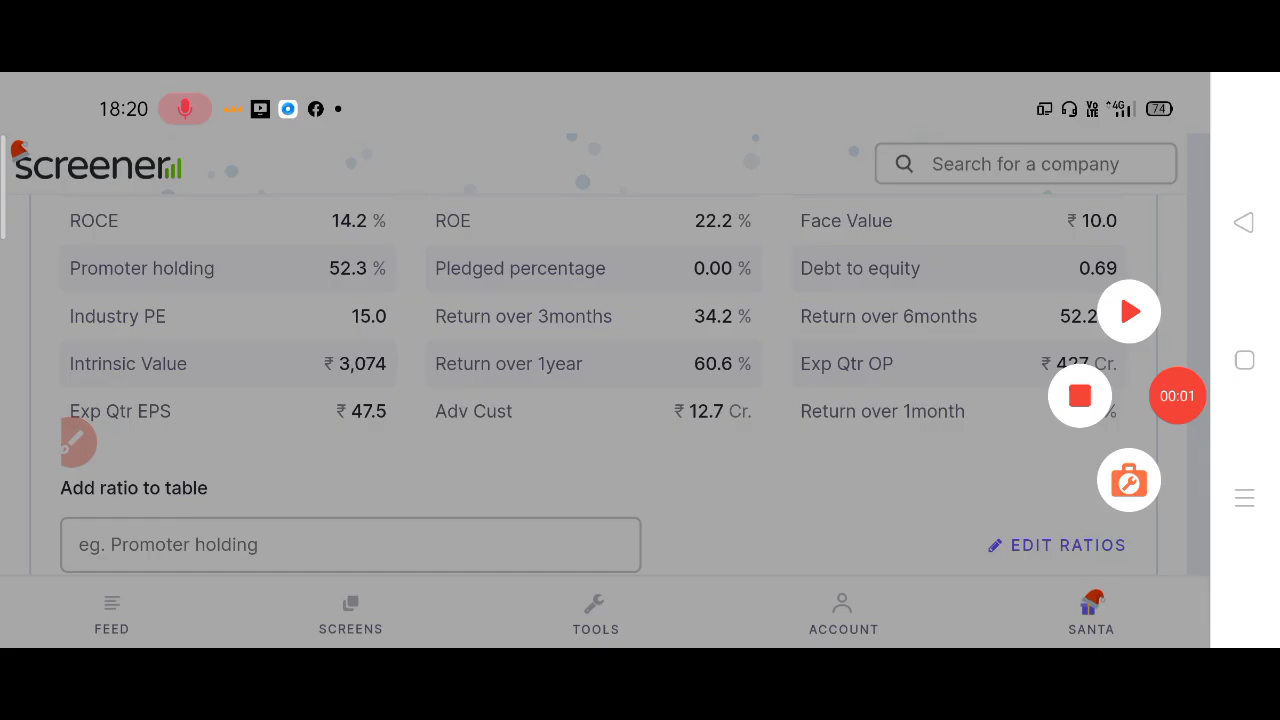 18:20 VoLTE 4G 74
screener
Search for a company
ROCE 14.2 % ROE 22.2 % Face Value ₹ 10.0
Promoter holding 52.3 % Pledged percentage 0.00 % Debt to equity 0.69
Industry PE 15.0 Return over 3months 34.2 % Return over 6months 52.2
Intrinsic Value ₹ 3,074 Return over 1year 60.6 % Exp Qtr OP ₹ 427 Cr.
Exp Qtr EPS ₹ 47.5 Adv Cust ₹ 12.7 Cr. Return over 1month %
00:01
Add ratio to table
eg. Promoter holding
EDIT RATIOS
FEED SCREENS TOOLS ACCOUNT SANTA